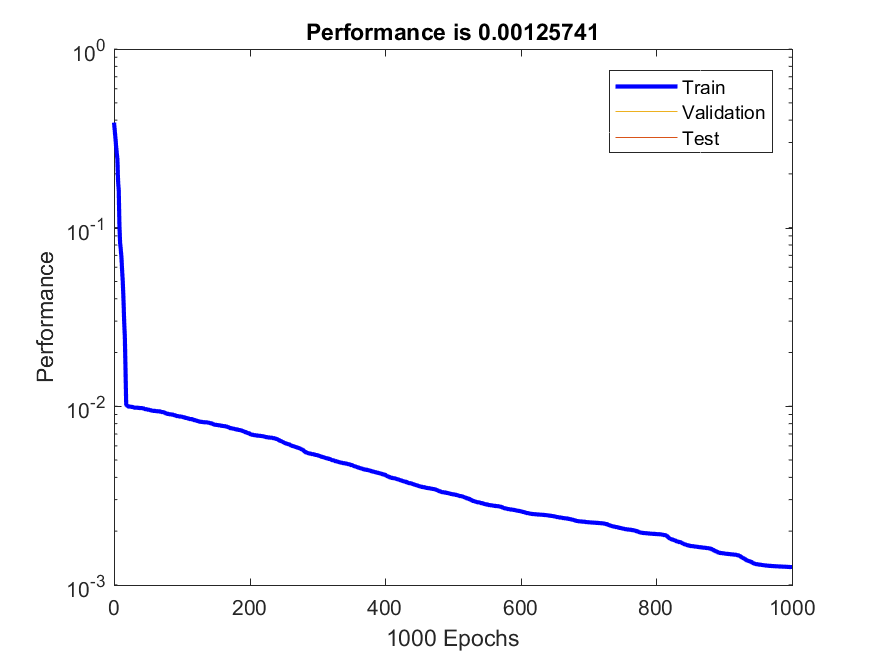 Performance is 0.00125741
10^0
10^-1
10^-2
10^-3
Performance
Train
Validation
Test
0 200 400 600 800 1000
1000 Epochs